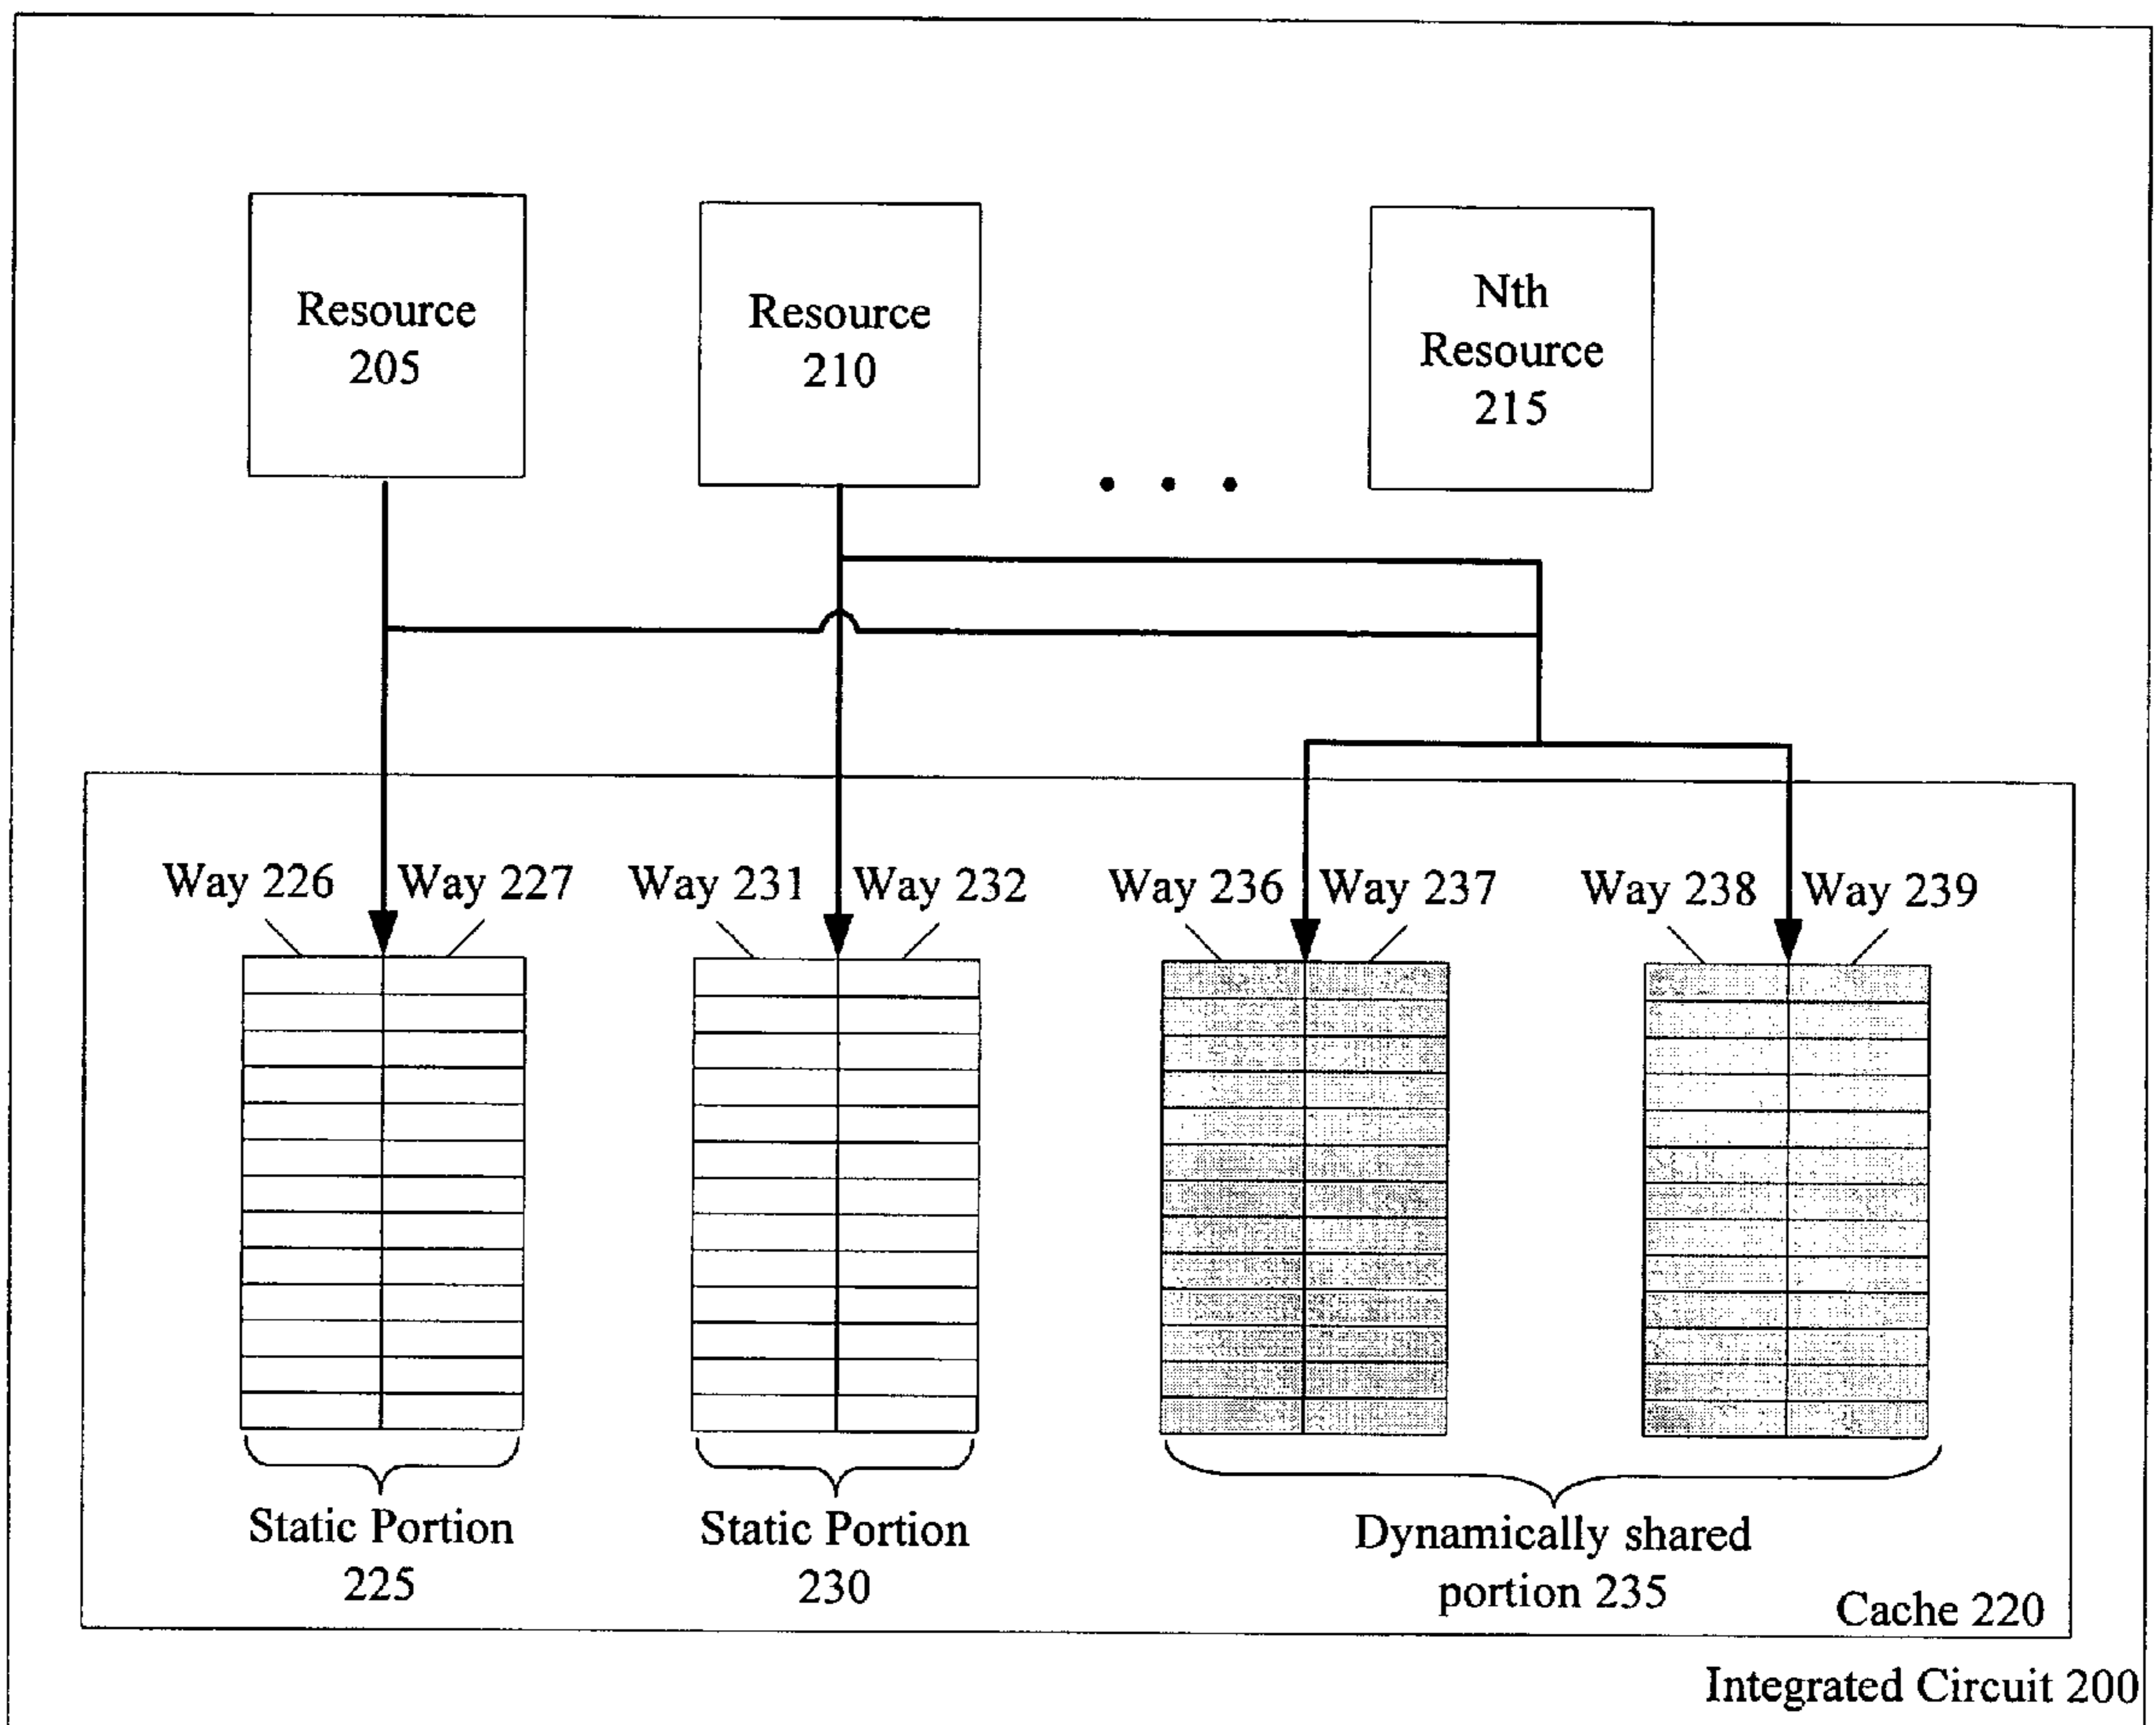 Resource
205
Resource
210
Nth
Resource
215
Way 226
Way 227
Way 231
Way 232
Way 236
Way 237
Way 238
Way 239
Static Portion
225
Static Portion
230
Dynamically shared
portion 235
Cache 220
Integrated Circuit 200